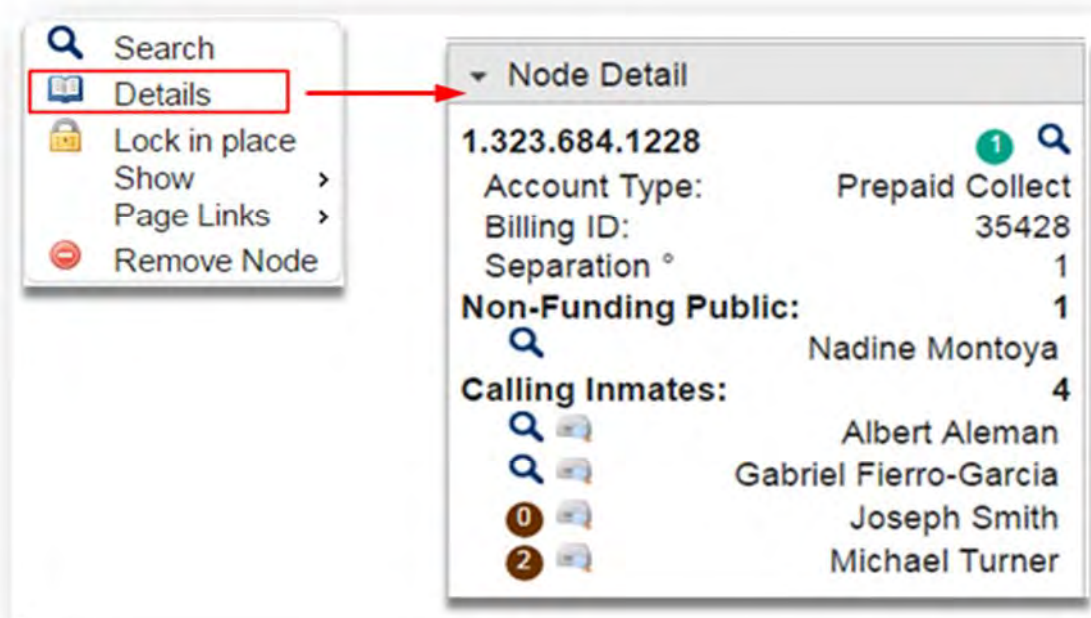 Search
Details
Lock in place
Show >
Page Links >
Remove Node
Node Detail
1.323.684.1228 1
Account Type: Prepaid Collect
Billing ID: 35428
Separation ° 1
Non-Funding Public: 1
Nadine Montoya
Calling Inmates: 4
Albert Aleman
Gabriel Fierro-Garcia
0 Joseph Smith
2 Michael Turner